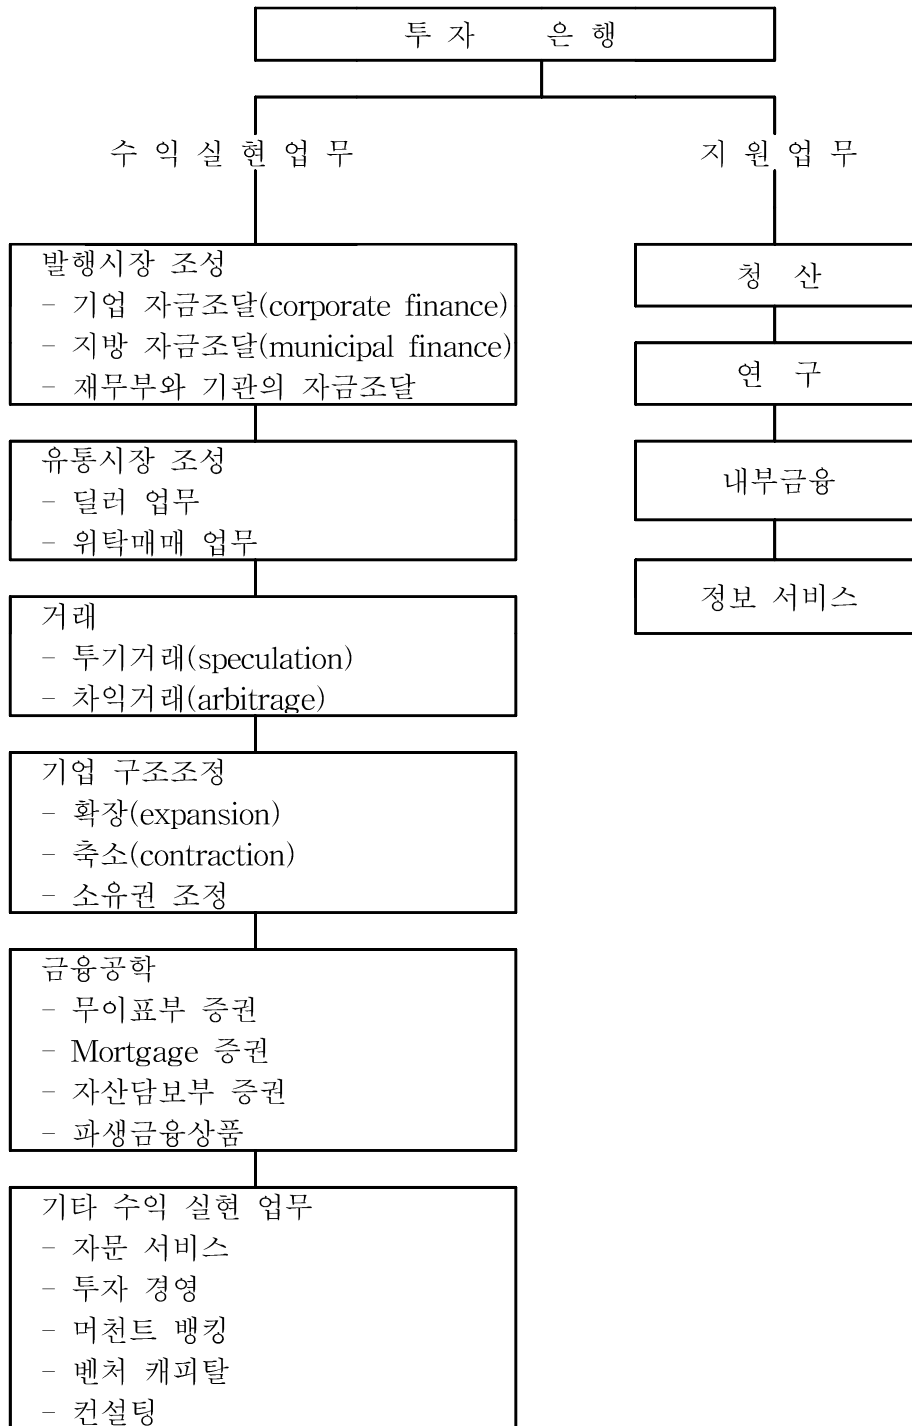 투 자 은 행
수 익 실 현 업 무
지 원 업 무
발행시장 조성
- 기업 자금조달(corporate finance)
- 지방 자금조달(municipal finance)
- 재무부와 기관의 자금조달
유통시장 조성
- 딜러 업무
- 위탁매매 업무
거래
- 투기거래(speculation)
- 차익거래(arbitrage)
기업 구조조정
- 확장(expansion)
- 축소(contraction)
- 소유권 조정
금융공학
- 무이표부 증권
- Mortgage 증권
- 자산담보부 증권
- 파생금융상품
기타 수익 실현 업무
- 자문 서비스
- 투자 경영
- 머천트 뱅킹
- 벤처 캐피탈
- 컨설팅
청 산
연 구
내부금융
정보 서비스